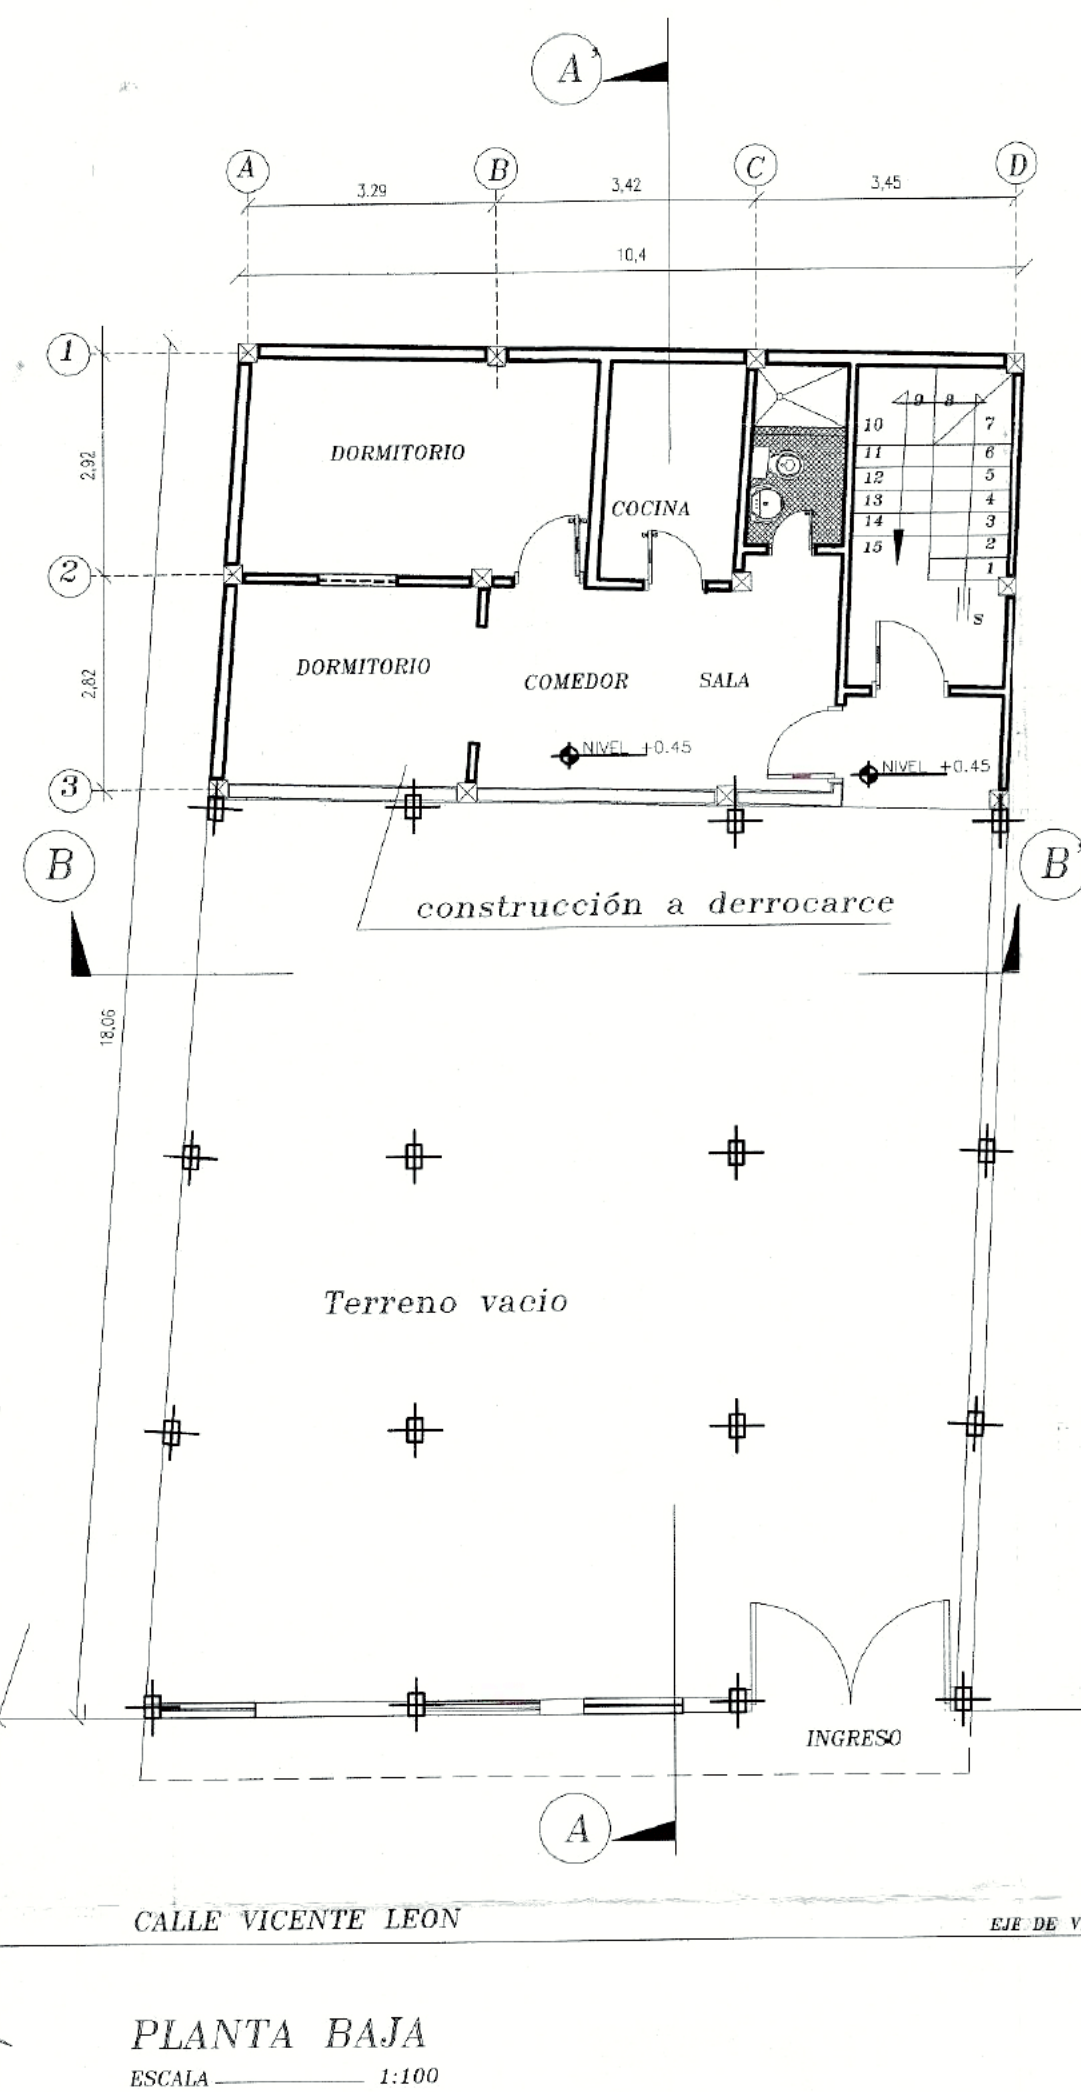 A'
A B C D
3.29 3,42 3,45
10,4
1
DORMITORIO
2,92
COCINA
9 8
10 7
11 6
12 5
13 4
14 3
15 2
1
2
S
DORMITORIO
COMEDOR SALA
2,82
NIVEL +0.45
NIVEL +0.45
3
B B'
construcción a derrocarce
18,06
Terreno vacio
INGRESO
A
CALLE VICENTE LEON
EJE DE V
PLANTA BAJA
ESCALA 1:100